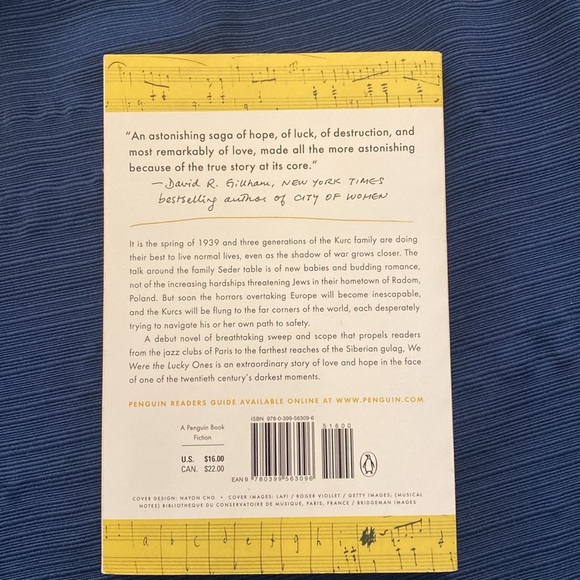 "An astonishing saga of hope, of luck, of destruction, and
most remarkably of love, made all the more astonishing
because of the true story at its core."
—David R. Gillham, NEW YORK TIMES
bestselling author of CITY OF WOMEN
It is the spring of 1939 and three generations of the Kurc family are doing
their best to live normal lives, even as the shadow of war grows closer. The
talk around the family Seder table is of new babies and budding romance,
not of the increasing hardships threatening Jews in their hometown of Radom,
Poland. But soon the horrors overtaking Europe will become inescapable,
and the Kurcs will be flung to the far corners of the world, each desperately
trying to navigate his or her own path to safety.
A debut novel of breathtaking sweep and scope that propels readers
from the jazz clubs of Paris to the farthest reaches of the Siberian gulag, We
Were the Lucky Ones is an extraordinary story of love and hope in the face
of one of the twentieth century's darkest moments.
PENGUIN READERS GUIDE AVAILABLE ONLINE AT WWW.PENGUIN.COM
A Penguin Book
Fiction
U.S. $16.00
CAN. $22.00
ISBN 978-0-399-56309-6
51600
EAN 9 780399 563096
COVER DESIGN: NAYON CHO • COVER IMAGES: LAPI / ROGER VIOLLET / GETTY IMAGES; (MUSICAL
NOTES) BIBLIOTHEQUE DU CONSERVATOIRE DE MUSIQUE, PARIS, FRANCE / BRIDGEMAN IMAGES
a b c d e f g h i